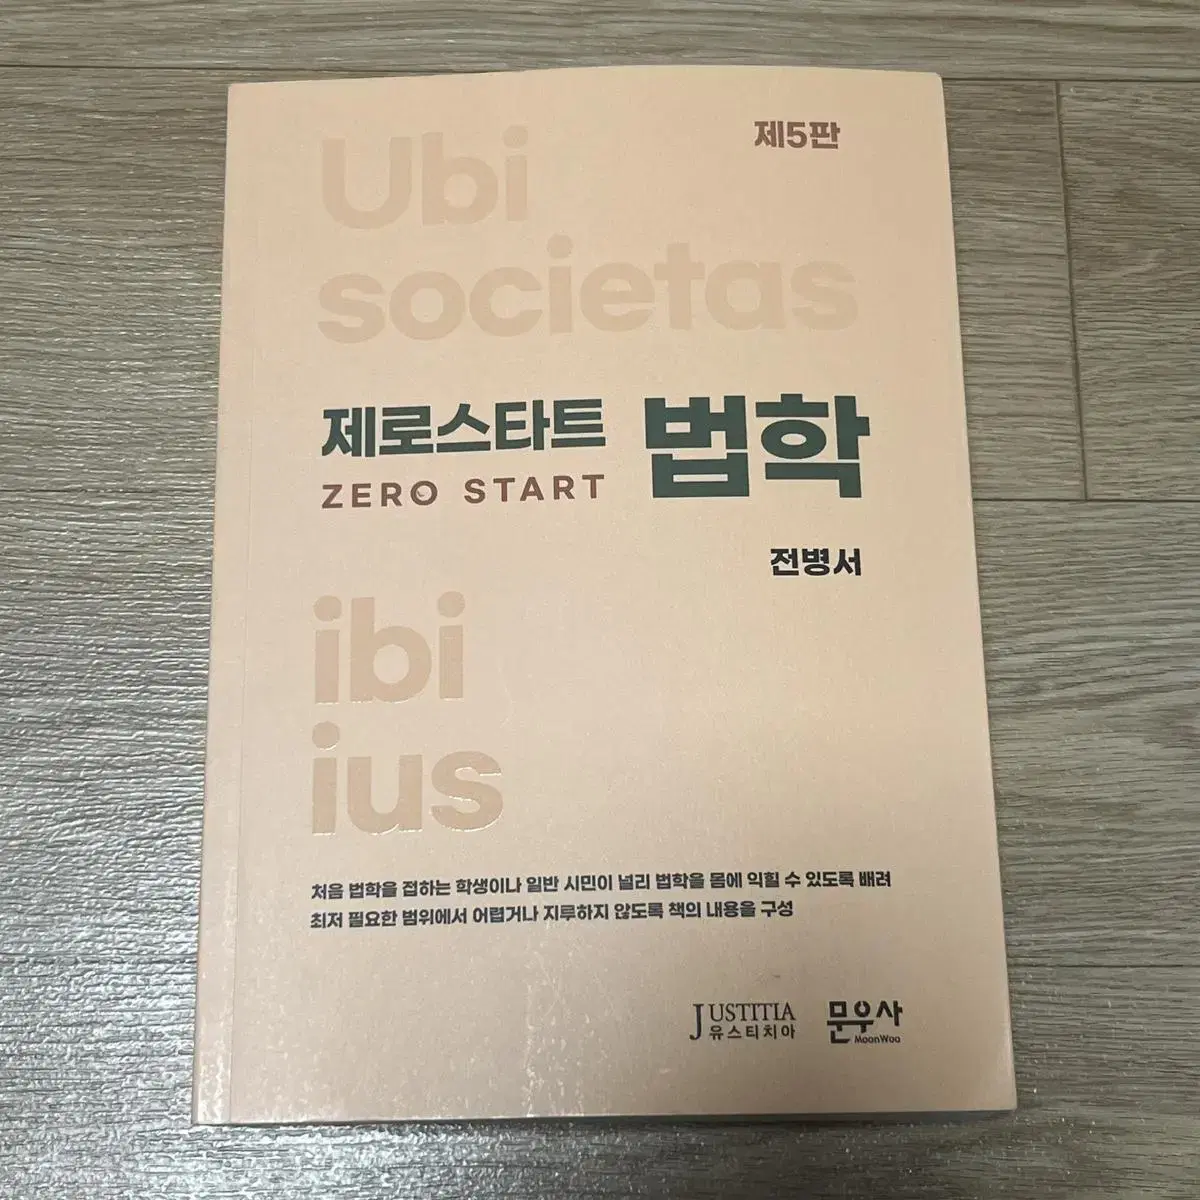 제5판
Ubi
societas
제로스타트 법학
ZERO START
전병서
ibi
ius
처음 법학을 접하는 학생이나 일반 시민이 널리 법학을 몸에 익힐 수 있도록 배려
최저 필요한 범위에서 어렵거나 지루하지 않도록 책의 내용을 구성
JUSTITIA
유스티치아
문우사
MoonWoo